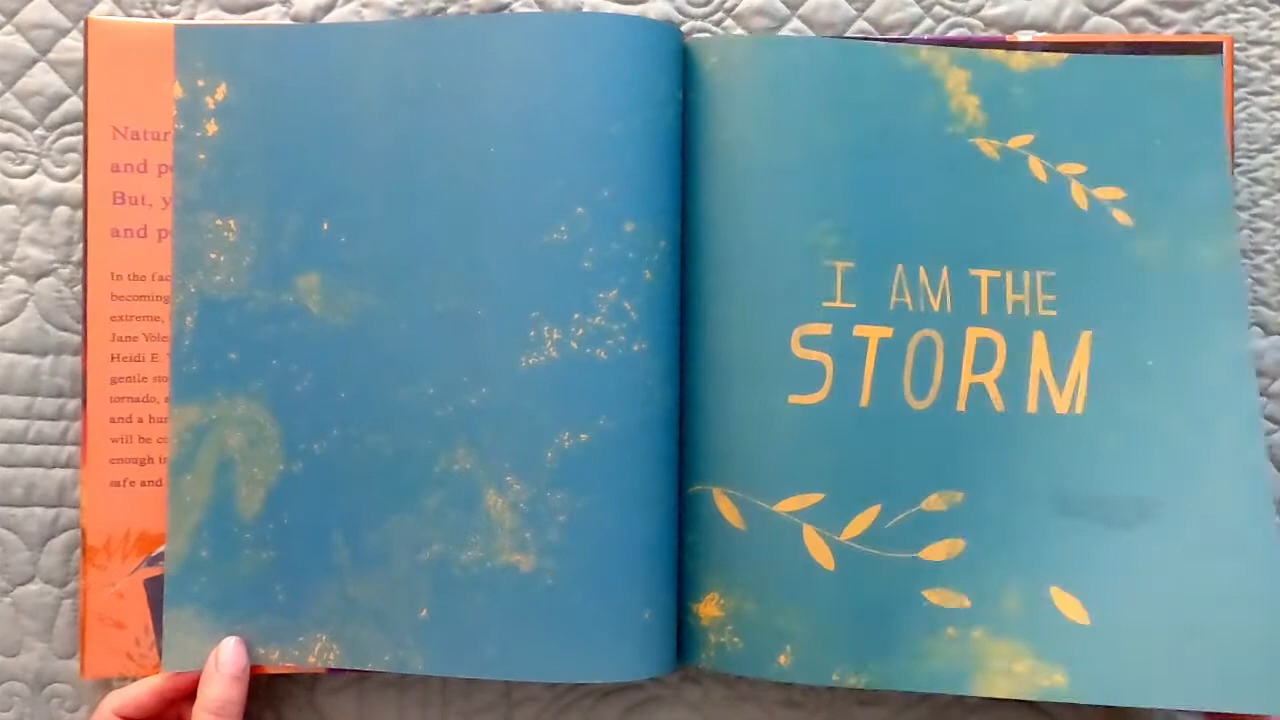 Natur
and p
But, y
and p
In the fac
becoming
extreme,
Jane Yole
Heidi E.
gentle sto
tornado,
and a hur
will be co
enough i
safe and
I AM THE
STORM